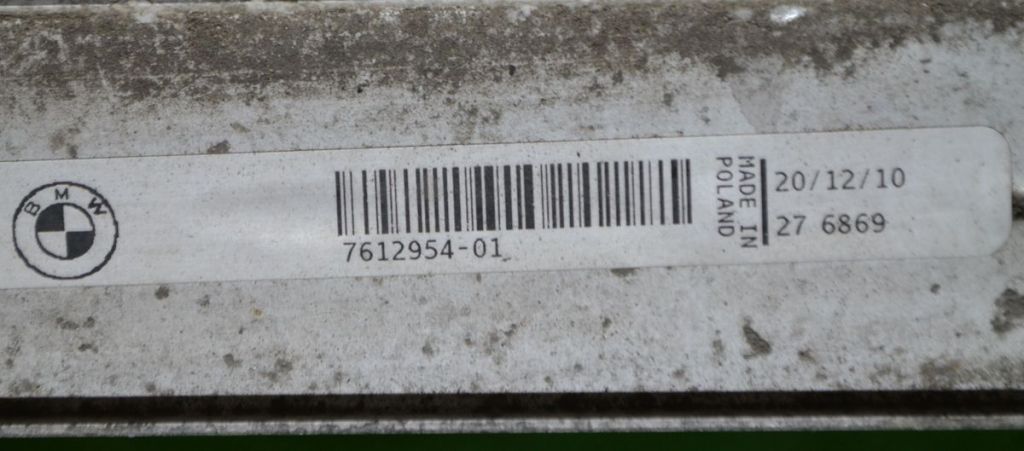 BMW
7612954-01
MADE IN
POLAND
20/12/10
27 6869